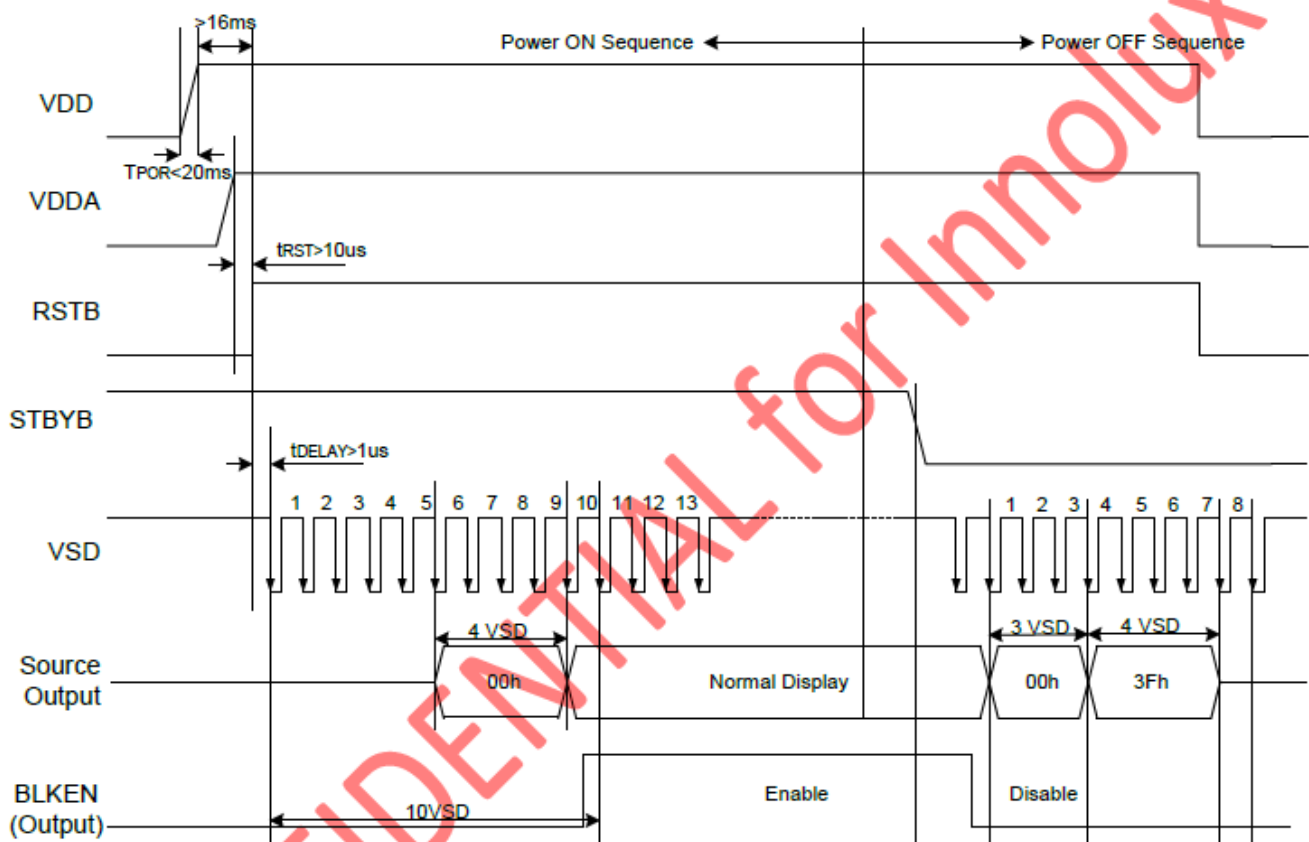 >16ms
Power ON Sequence
Power OFF Sequence
VDD
TPOR<20ms
VDDA
tRST>10us
RSTB
STBYB
tDELAY>1us
1 2 3 4 5 6 7 8 9 10 11 12 13
1 2 3 4 5 6 7 8
VSD
4 VSD
3 VSD
4 VSD
Source
Output
00h
Normal Display
00h
3Fh
BLKEN
(Output)
10VSD
Enable
Disable
FIDENTIAL for Innolux